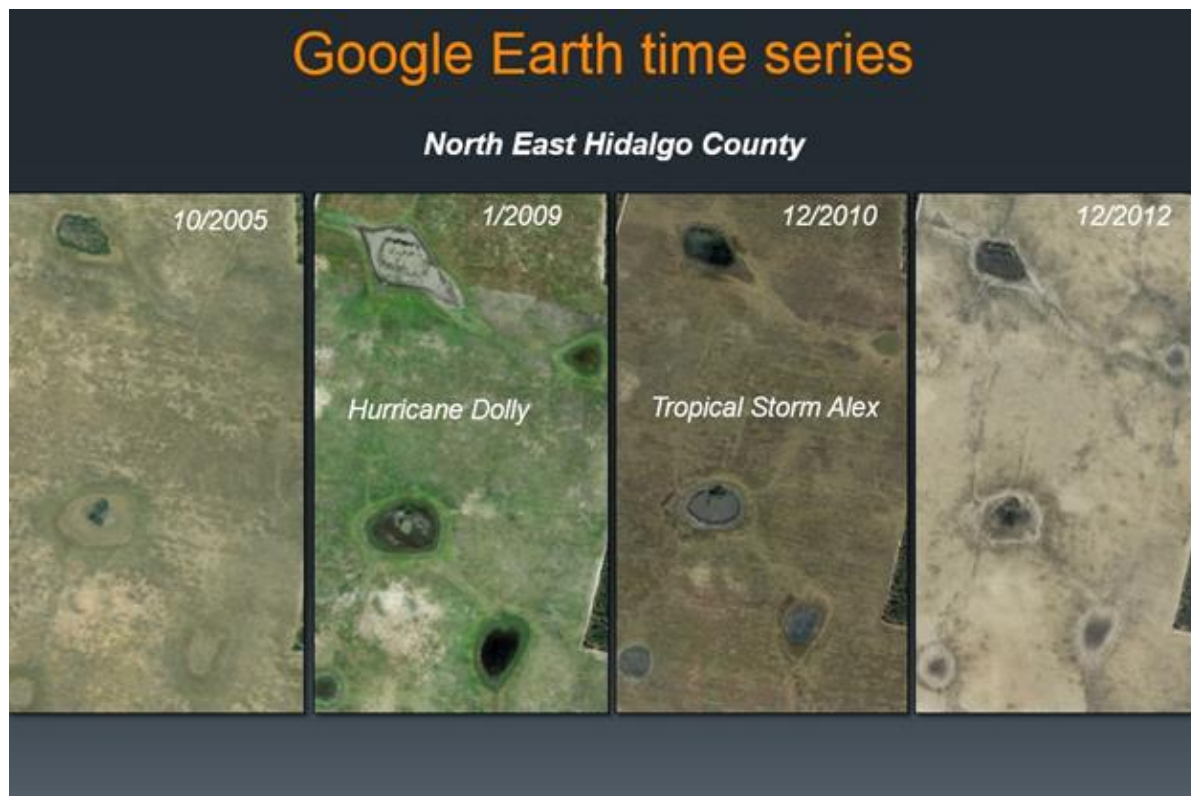 Google Earth time series
North East Hidalgo County
10/2005
1/2009
12/2010
12/2012
Hurricane Dolly
Tropical Storm Alex